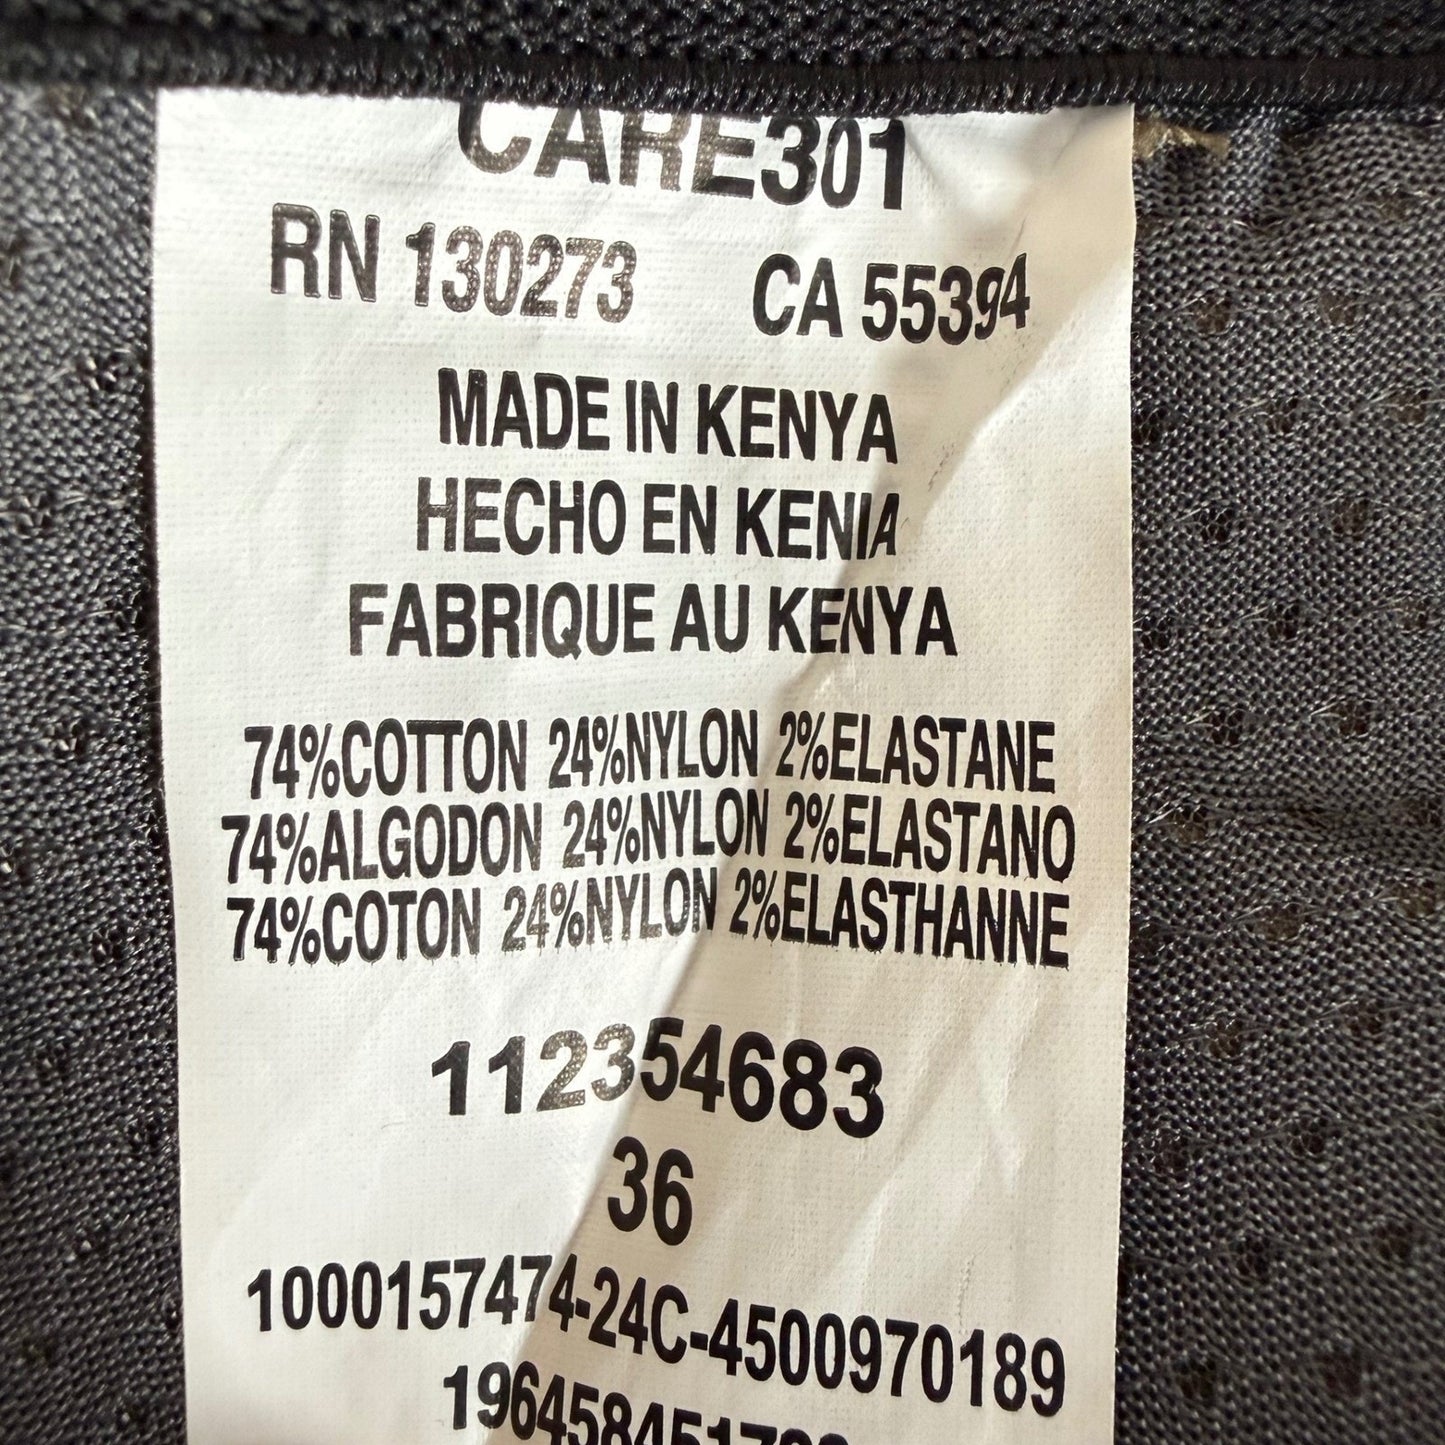 CARE301
RN 130273 CA 55394
MADE IN KENYA
HECHO EN KENIA
FABRIQUE AU KENYA
74%COTTON 24%NYLON 2%ELASTANE
74%ALGODON 24%NYLON 2%ELASTANO
74%COTON 24%NYLON 2%ELASTHANNE
112354683
36
1000157474-24C-4500970189